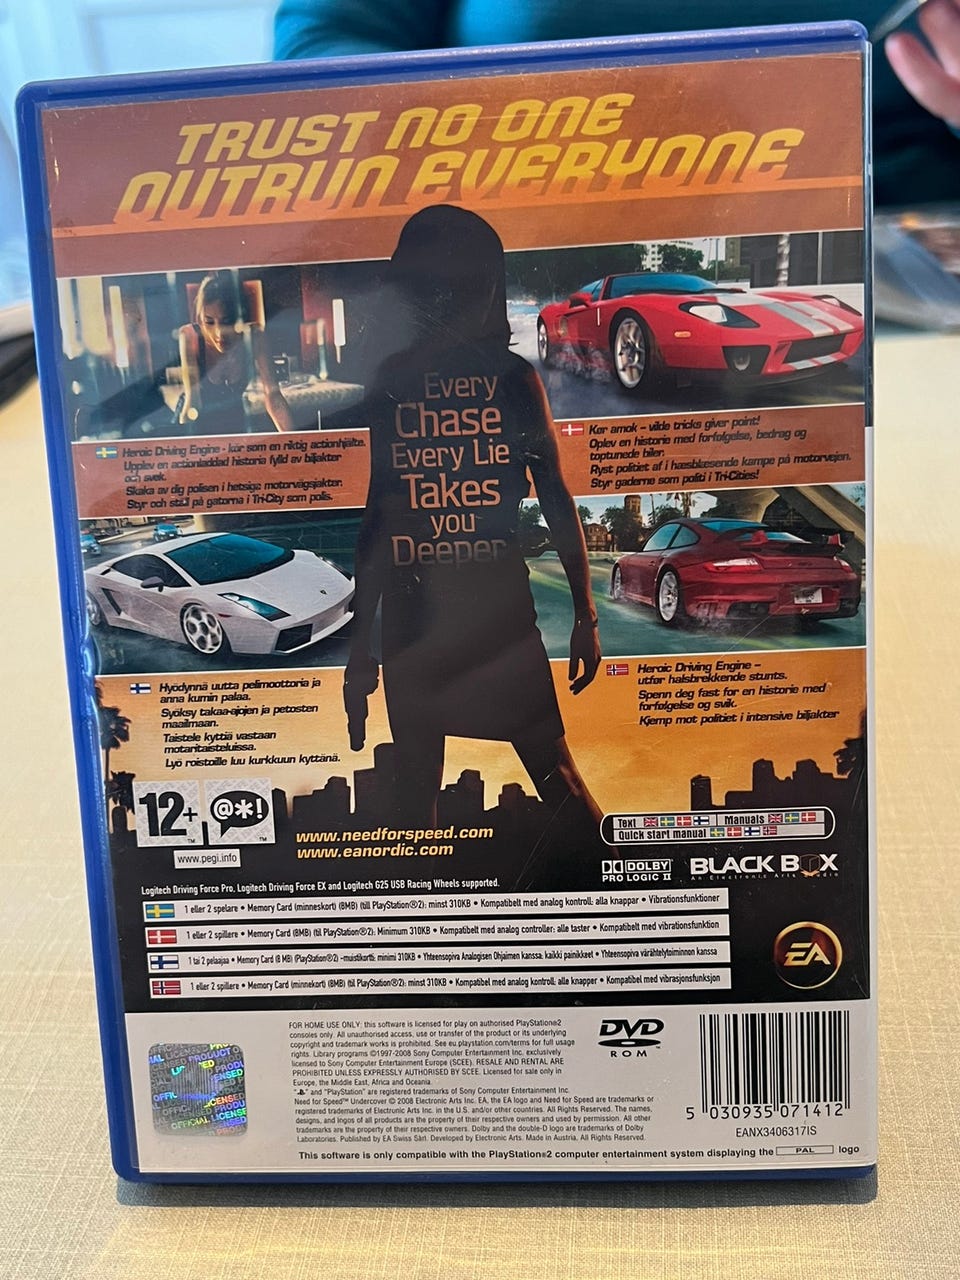 TRUST NO ONE
OUTRUN EVERYONE
Every
Chase
Every Lie
Takes
you
Deeper
Heroic Driving Engine - kör som en riktig actionhjälte.
Upplev en actionladdad historia fylld av biljakter
och svek.
Skaka av dig polisen i hetsiga motorvägsjakter.
Styr och ställ på gatorna i Tri-City som polis.
Kør amok – vilde tricks giver point!
Oplev en historie med forfølgelse, bedrag og
toptunede biler.
Ryst politiet af i hæsblæsende kampe på motorvejen.
Styr gaderne som politi i Tri-Cities!
Hyödynnä uutta pelimoottoria ja
anna kumin palaa.
Syöksy takaa-ajojen ja petosten
maailmaan.
Taistele kyttiä vastaan
motaritaisteluissa.
Lyö roistoille luu kurkkuun kyttänä.
Heroic Driving Engine –
utfør halsbrekkende stunts.
Spenn deg fast for en historie med
forfølgelse og svik.
Kjemp mot politiet i intensive biljakter
12+
@*!
www.pegi.info
www.needforspeed.com
www.eanordic.com
Text Manuals
Quick start manual
DOLBY
PRO LOGIC II
BLACK BOX
An Electronic Arts Studio
Logitech Driving Force Pro, Logitech Driving Force EX and Logitech G25 USB Racing Wheels supported.
1 eller 2 spelare • Memory Card (minneskort) (8MB) (till PlayStation®2): minst 310KB • Kompatibelt med analog kontroll: alla knappar • Vibrationsfunktioner
1 eller 2 spillere • Memory Card (8MB) (til PlayStation®2): Minimum 310KB • Kompatibelt med analog controller: alle taster • Kompatibelt med vibrationsfunktion
1 tai 2 pelaajaa • Memory Card (8 MB) (PlayStation®2) -muistikortti: minimi 310KB • Yhteensopiva Analogisen Ohjaimen kanssa: kaikki painikkeet • Yhteensopiva värähtelytoiminnon kanssa
1 eller 2 spillere • Memory Card (minnekort) (8MB) (til PlayStation®2): minst 310KB • Kompatibel med analog kontroll: alle knapper • Kompatibel med vibrasjonsfunksjon
EA
FOR HOME USE ONLY: this software is licensed for play on authorised PlayStation®2
consoles only. All unauthorised access, use or transfer of the product or its underlying
copyright and trademark works is prohibited. See eu.playstation.com/terms for full usage
rights. Library programs ©1997-2008 Sony Computer Entertainment Inc. exclusively
licensed to Sony Computer Entertainment Europe (SCEE). RESALE AND RENTAL ARE
PROHIBITED UNLESS EXPRESSLY AUTHORISED BY SCEE. Licensed for sale only in
Europe, the Middle East, Africa and Oceania.
" " and "PlayStation" are registered trademarks of Sony Computer Entertainment Inc.
Need for Speed™ Undercover © 2008 Electronic Arts Inc. EA, the EA logo and Need for Speed are trademarks or
registered trademarks of Electronic Arts Inc. in the U.S. and/or other countries. All Rights Reserved. The names,
designs, and logos of all products are the property of their respective owners and used by permission. All other
trademarks are the property of their respective owners. Dolby and the double-D logo are trademarks of Dolby
Laboratories. Published by EA Swiss Sàrl. Developed by Electronic Arts. Made in Austria. All Rights Reserved.
This software is only compatible with the PlayStation®2 computer entertainment system displaying the PAL logo
DVD
ROM
5 030935 071412
EANX3406317IS
OFFICIAL LICENSED PRODUCT